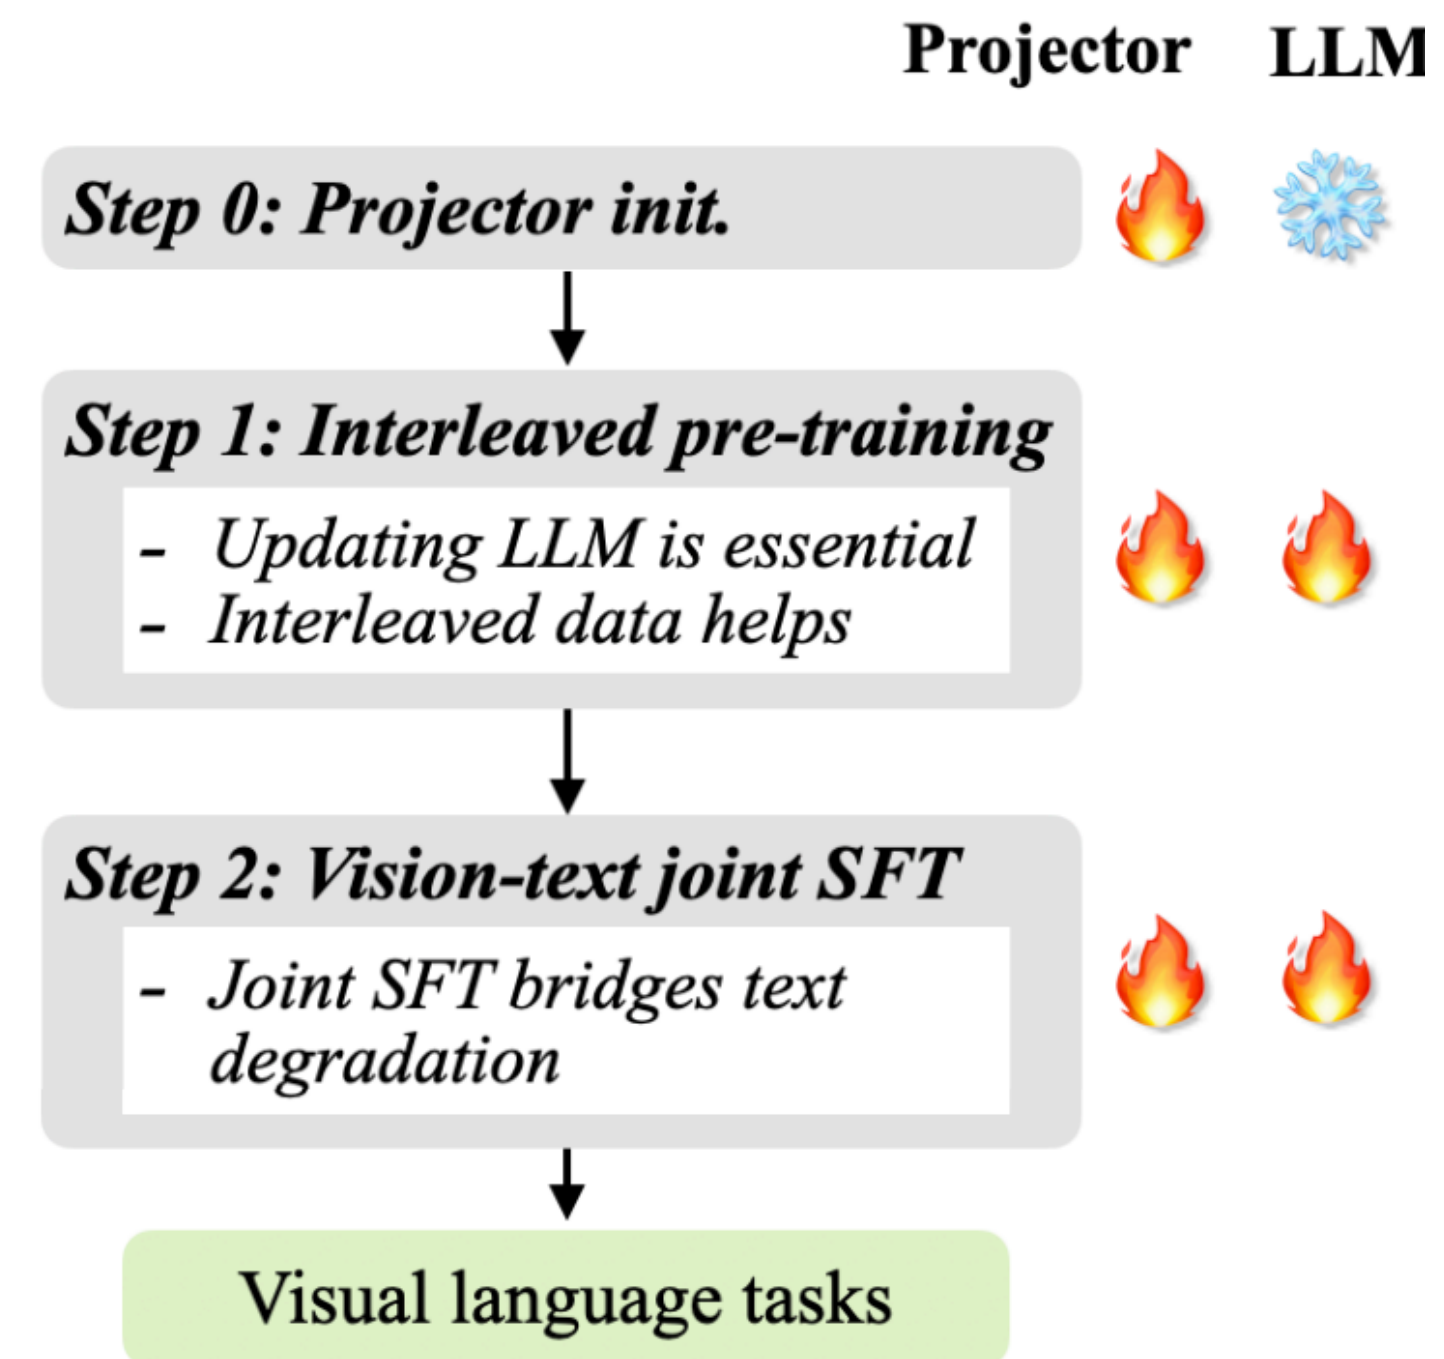 Projector LLM
Step 0: Projector init.
Step 1: Interleaved pre-training
- Updating LLM is essential
- Interleaved data helps
Step 2: Vision-text joint SFT
- Joint SFT bridges text
degradation
Visual language tasks